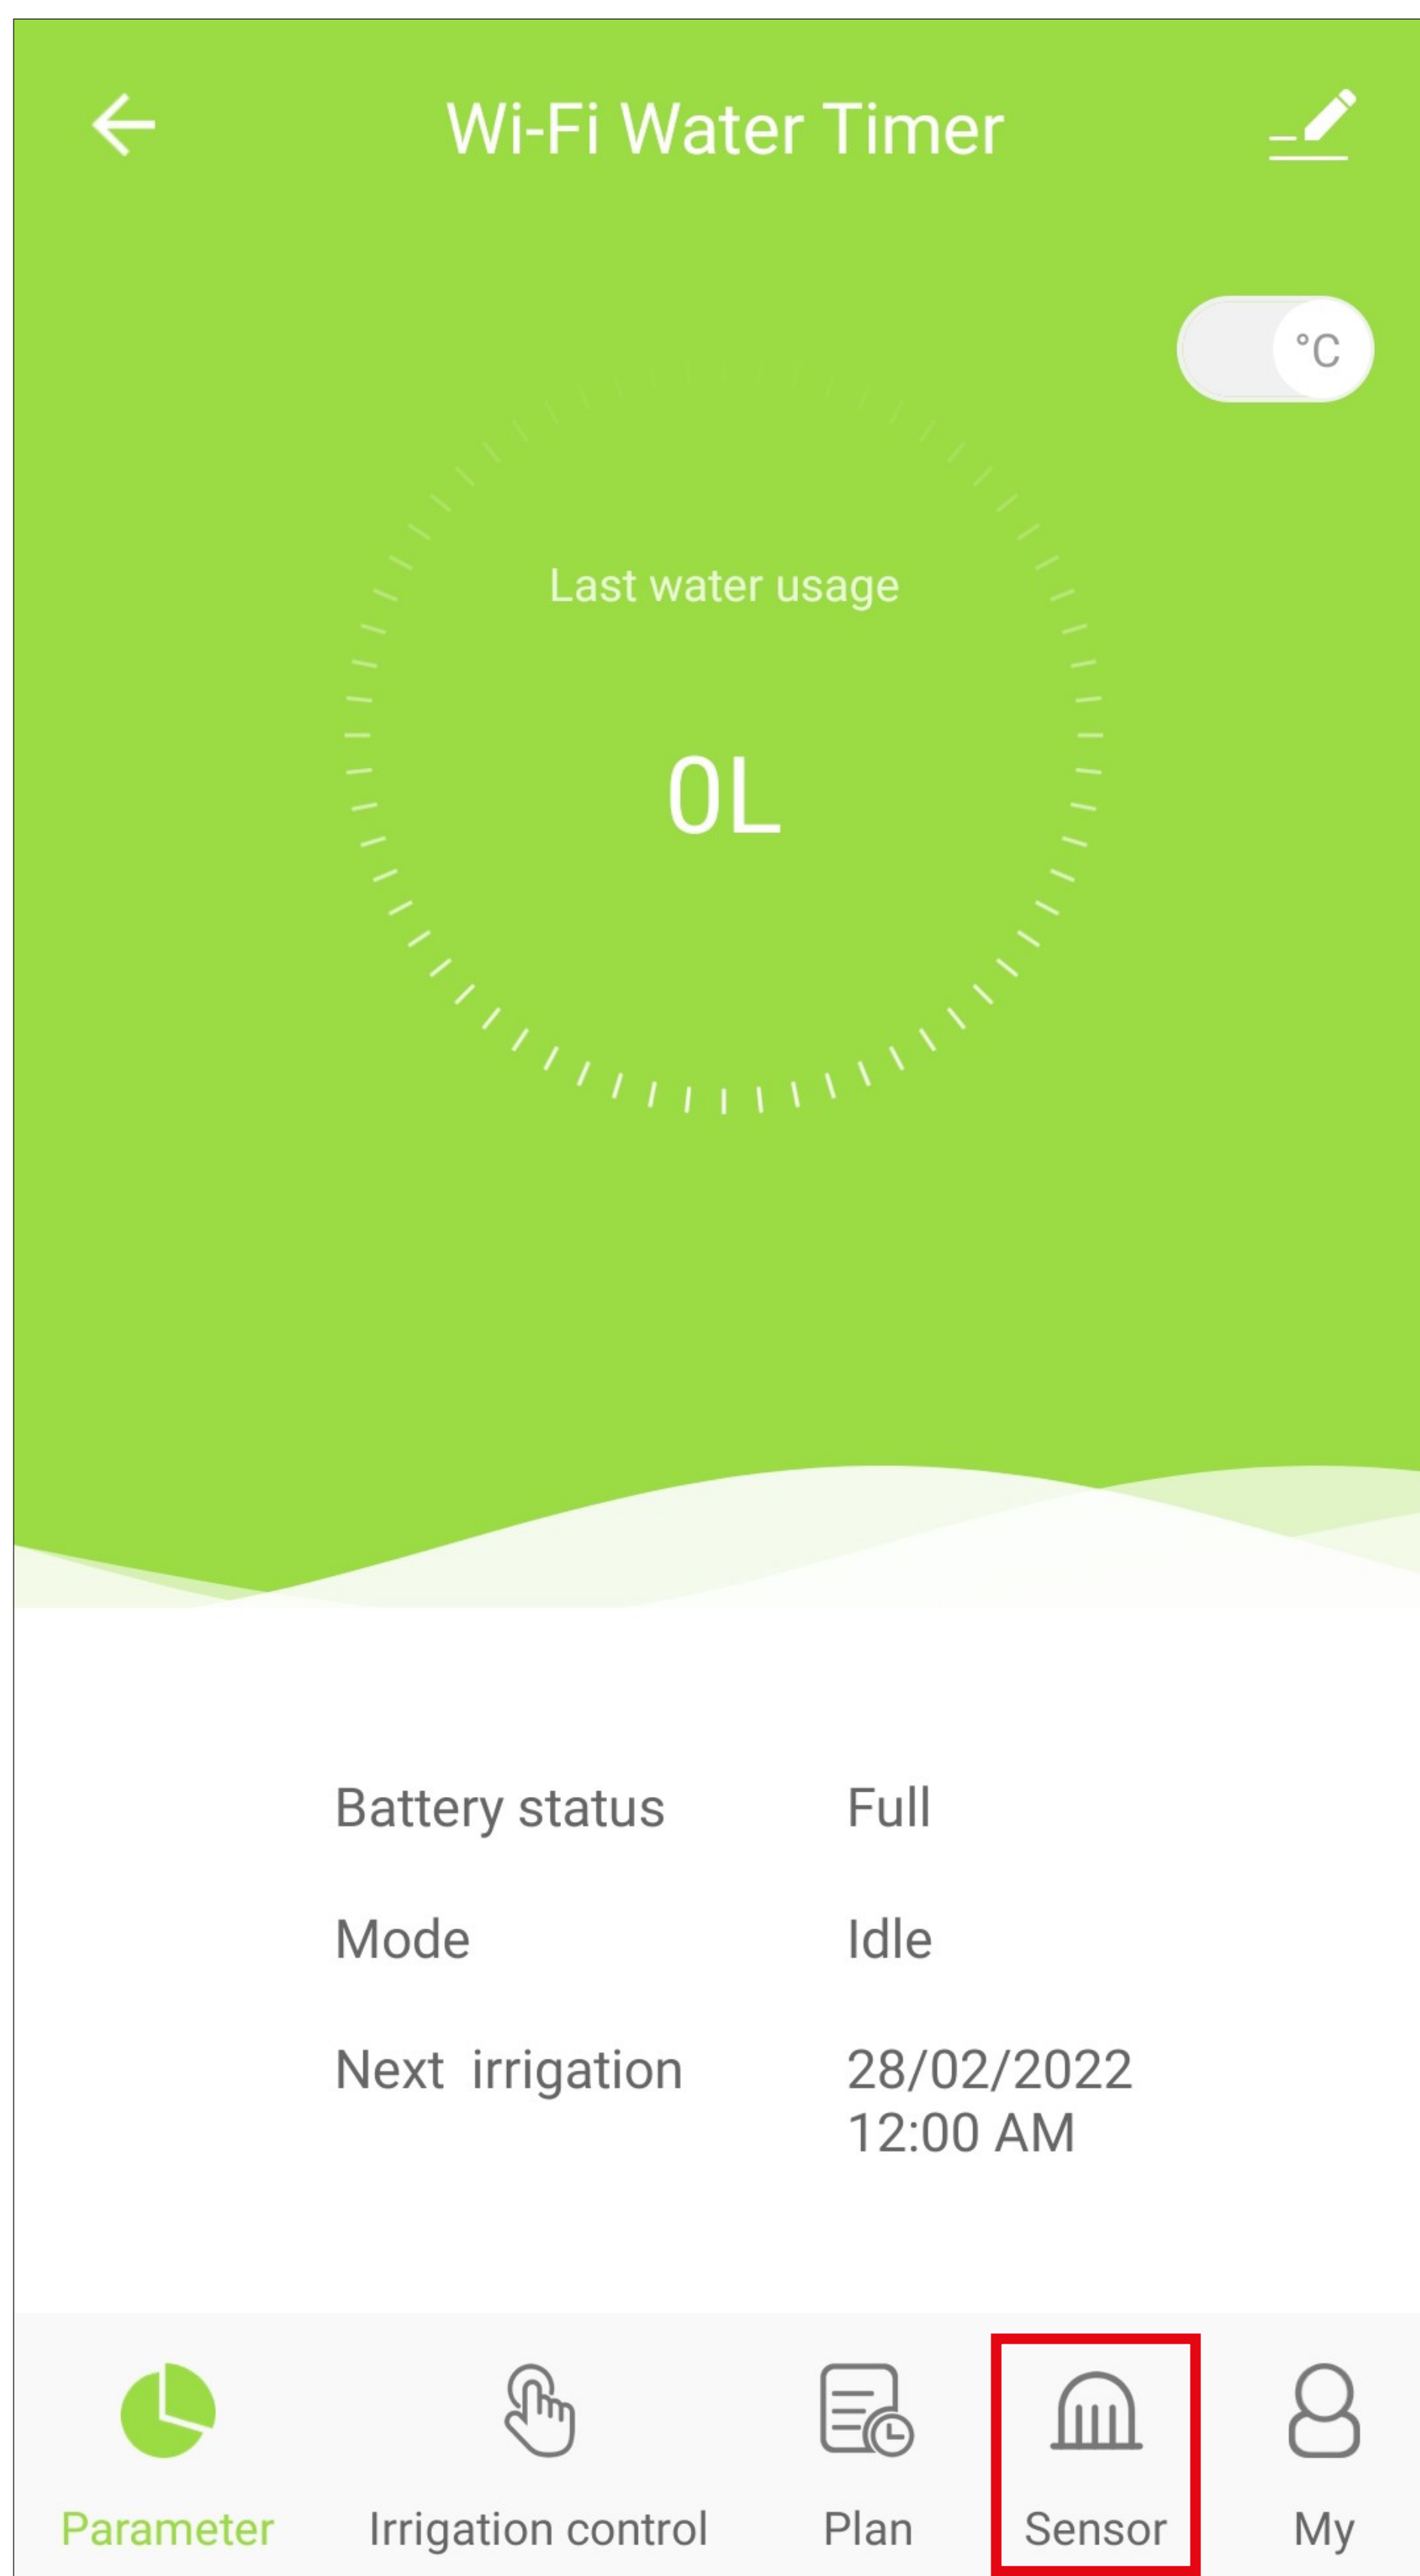 Wi-Fi Water Timer
°C
Last water usage
0L
Battery status Full
Mode Idle
Next irrigation 28/02/2022
12:00 AM
Parameter Irrigation control Plan Sensor My